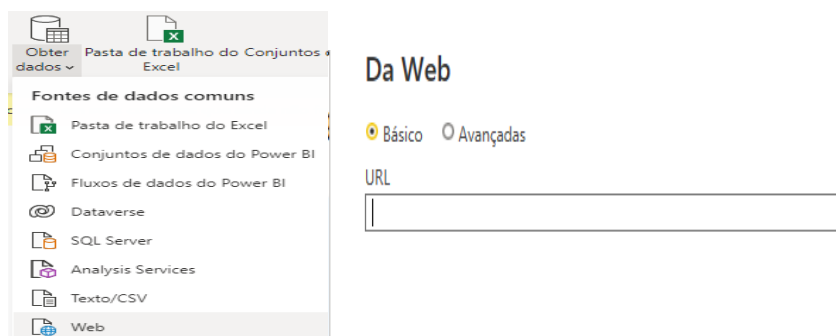 Obter Pasta de trabalho do Conjuntos
dados Excel
Fontes de dados comuns
Pasta de trabalho do Excel
Conjuntos de dados do Power BI
Fluxos de dados do Power BI
Dataverse
SQL Server
Analysis Services
Texto/CSV
Web
Da Web
Básico Avançadas
URL